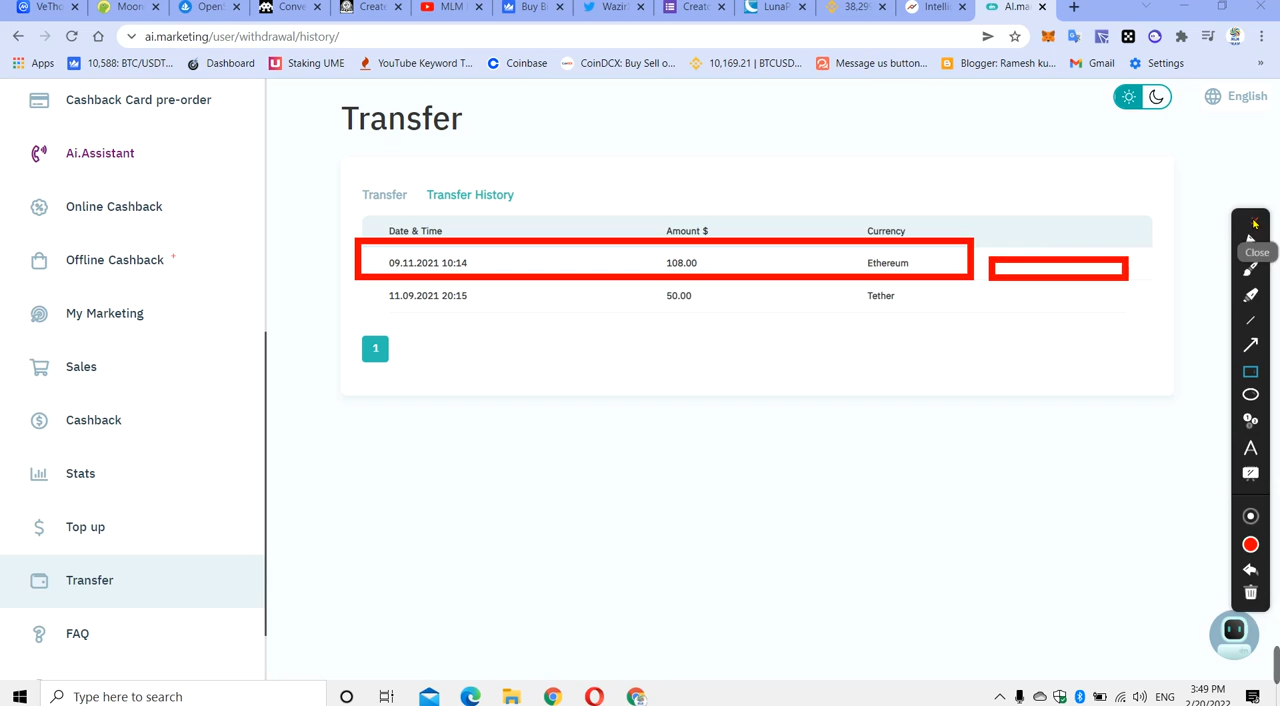 VeTho
Moon
OpenS
Conve
Create
MLM
Buy Bi
Wazir
Creato
LunaP
38,29
Intelli
Ai.ma
ai.marketing/user/withdrawal/history/
Apps
10,588: BTC/USDT...
Dashboard
Staking UME
YouTube Keyword T...
Coinbase
CoinDCX: Buy Sell o...
10,169.21 | BTCUSD...
Message us button...
Blogger: Ramesh ku...
Gmail
Settings
»
Cashback Card pre-order
Ai.Assistant
Online Cashback
Offline Cashback +
My Marketing
Sales
Cashback
Stats
Top up
Transfer
FAQ
English
Transfer
Transfer Transfer History
Date & Time Amount $ Currency
09.11.2021 10:14 108.00 Ethereum
11.09.2021 20:15 50.00 Tether
1
Close
Type here to search
ENG
3:49 PM
2/20/2022